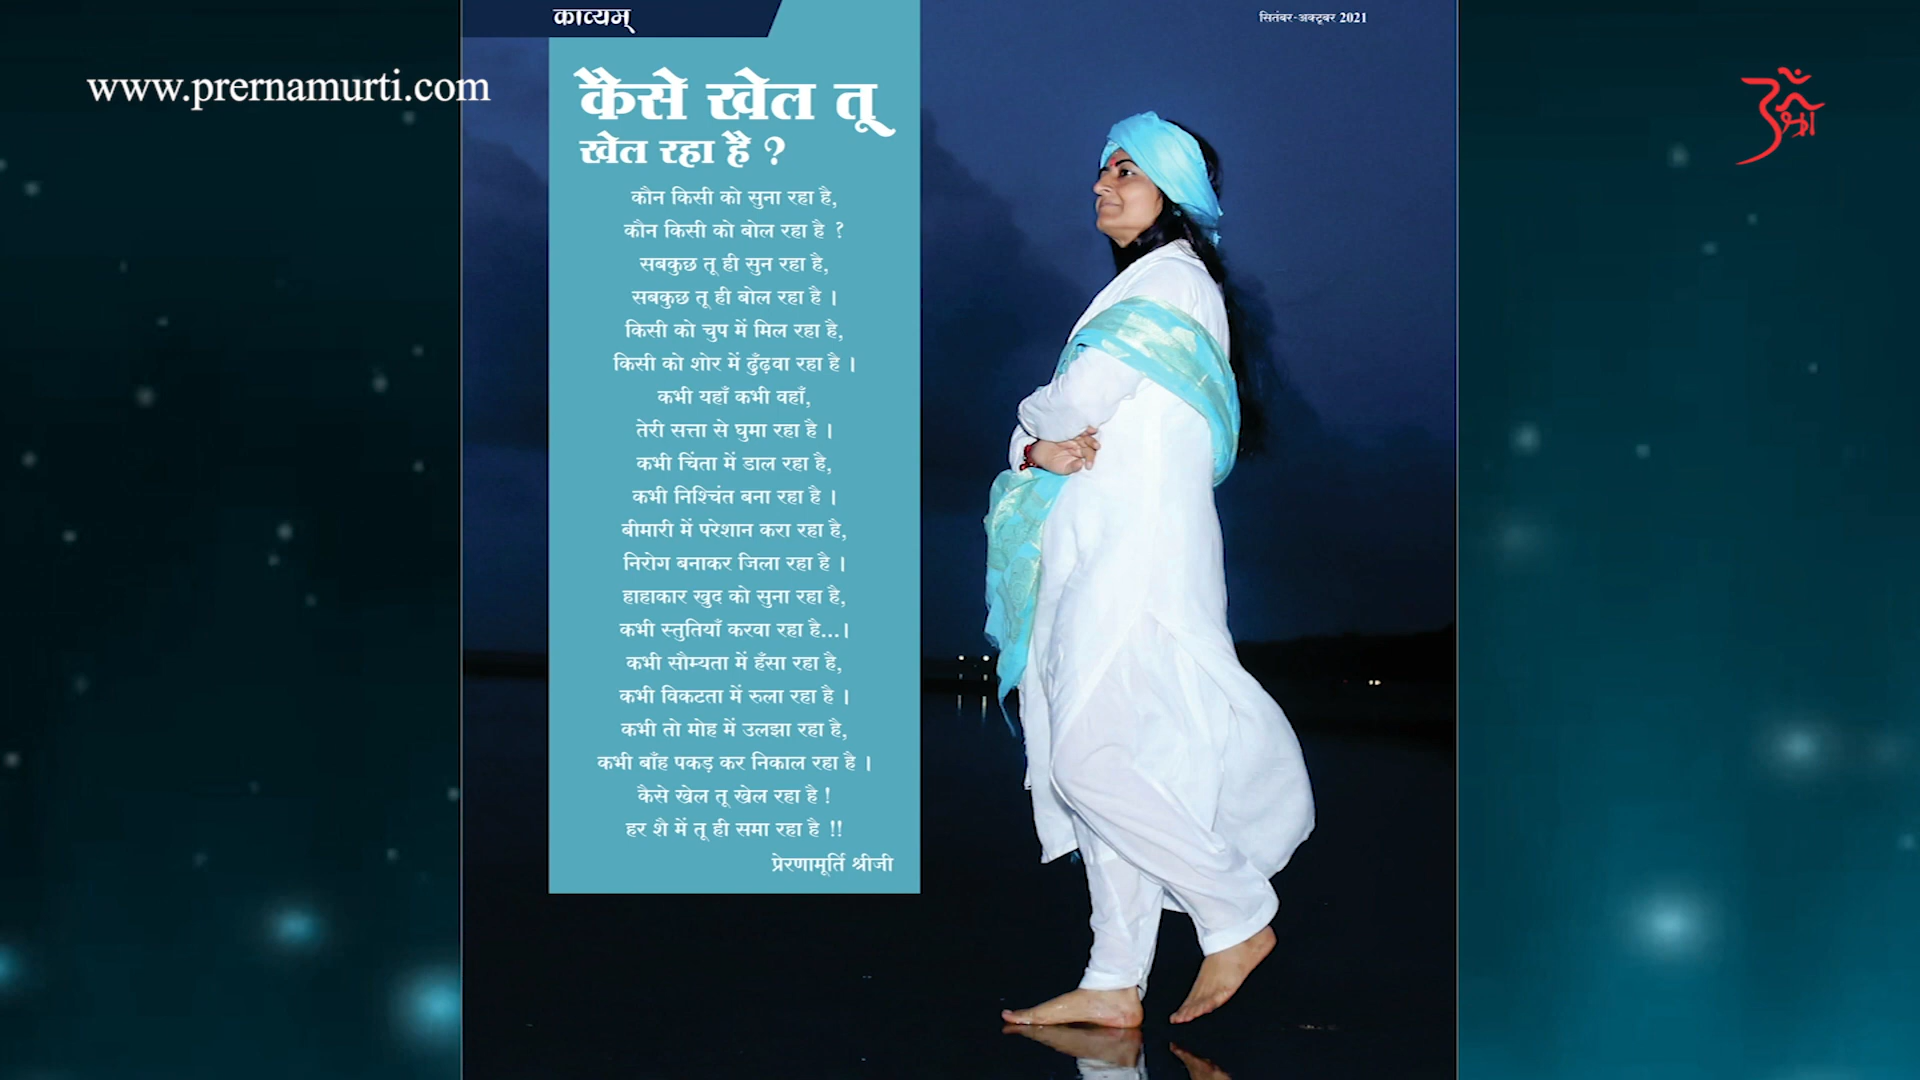 काव्यम्
सितंबर-अक्टूबर 2021
www.prernamurti.com
कैसे खेल तू
खेल रहा है ?
कौन किसी को सुना रहा है,
कौन किसी को बोल रहा है ?
सबकुछ तू ही सुन रहा है,
सबकुछ तू ही बोल रहा है ।
किसी को चुप में मिल रहा है,
किसी को शोर में ढुँढ़वा रहा है ।
कभी यहाँ कभी वहाँ,
तेरी सत्ता से घुमा रहा है ।
कभी चिंता में डाल रहा है,
कभी निश्चिंत बना रहा है ।
बीमारी में परेशान करा रहा है,
निरोग बनाकर जिला रहा है ।
हाहाकार खुद को सुना रहा है,
कभी स्तुतियाँ करवा रहा है...।
कभी सौम्यता में हँसा रहा है,
कभी विकटता में रुला रहा है ।
कभी तो मोह में उलझा रहा है,
कभी बाँह पकड़ कर निकाल रहा है ।
कैसे खेल तू खेल रहा है !
हर शै में तू ही समा रहा है !!
प्रेरणामूर्ति श्रीजी